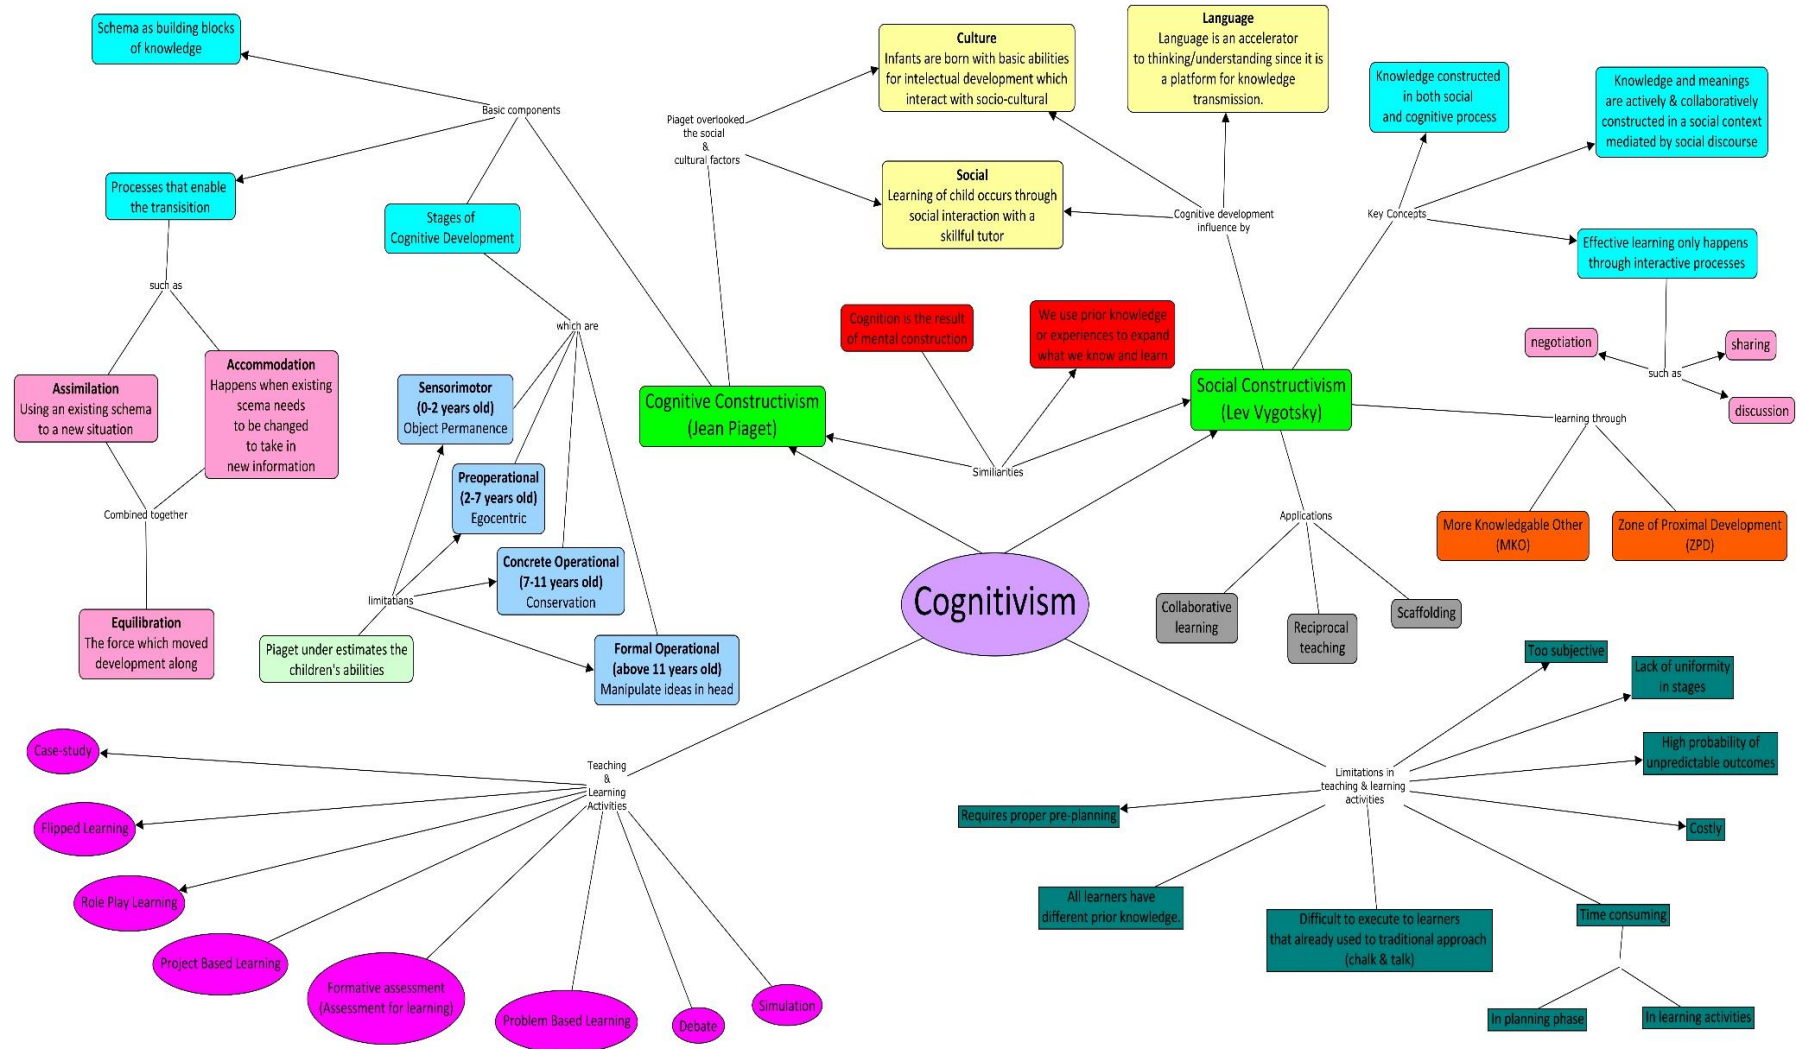 Schema as building blocks
of knowledge
Basic components
Processes that enable
the transisition
such as
Assimilation
Using an existing schema
to a new situation
Accommodation
Happens when existing
scema needs
to be changed
to take in
new information
Combined together
Equilibration
The force which moved
development along
Stages of
Cognitive Development
which are
Sensorimotor
(0-2 years old)
Object Permanence
Preoperational
(2-7 years old)
Egocentric
Concrete Operational
(7-11 years old)
Conservation
Formal Operational
(above 11 years old)
Manipulate ideas in head
limitatians
Piaget under estimates the
children's abilities
Piaget overlooked
the social
&
cultural factors
Culture
Infants are born with basic abilities
for intelectual development which
interact with socio-cultural
Social
Learning of child occurs through
social interaction with a
skillful tutor
Language
Language is an accelerator
to thinking/understanding since it is
a platform for knowledge
transmission.
Cognitive development
influence by
Knowledge constructed
in both social
and cognitive process
Knowledge and meanings
are actively & collaboratively
constructed in a social context
mediated by social discourse
Key Concepts
Effective learning only happens
through interactive processes
such as
negotiation
sharing
discussion
Cognition is the result
of mental construction
We use prior knowledge
or experiences to expand
what we know and learn
Similiarities
Cognitive Constructivism
(Jean Piaget)
Social Constructivism
(Lev Vygotsky)
learning through
More Knowledgable Other
(MKO)
Zone of Proximal Development
(ZPD)
Applications
Collaborative
learning
Reciprocal
teaching
Scaffolding
Cognitivism
Teaching
&
Learning
Activities
Case-study
Flipped Learning
Role Play Learning
Project Based Learning
Formative assessment
(Assessment for learning)
Problem Based Learning
Debate
Simulation
Limitations in
teaching & learning
activities
Too subjective
Lack of uniformity
in stages
High probability of
unpredictable outcomes
Costly
Requires proper pre-planning
All learners have
different prior knowledge.
Difficult to execute to learners
that already used to traditional approach
(chalk & talk)
Time consuming
In planning phase
In learning activities